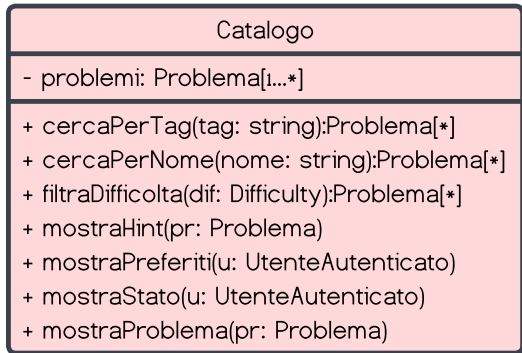 Catalogo
- problemi: Problema[1...*]
+ cercaPerTag(tag: string):Problema[*]
+ cercaPerNome(nome: string):Problema[*]
+ filtraDifficolta(dif: Difficulty):Problema[*]
+ mostraHint(pr: Problema)
+ mostraPreferiti(u: UtenteAutenticato)
+ mostraStato(u: UtenteAutenticato)
+ mostraProblema(pr: Problema)